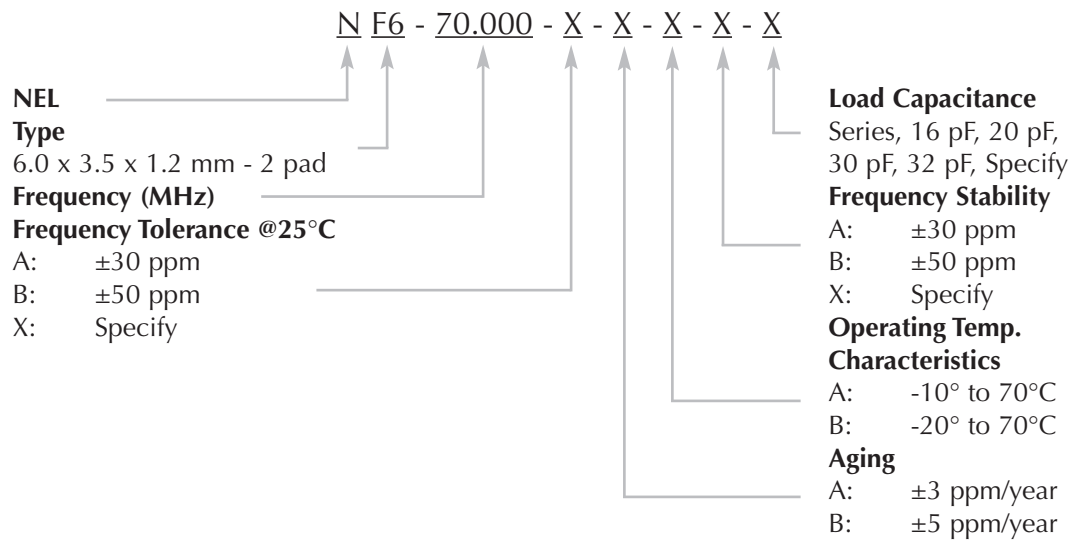 N F6 - 70.000 - X - X - X - X - X
NEL
Type
6.0 x 3.5 x 1.2 mm - 2 pad
Frequency (MHz)
Frequency Tolerance @25°C
A: ±30 ppm
B: ±50 ppm
X: Specify
Load Capacitance
Series, 16 pF, 20 pF,
30 pF, 32 pF, Specify
Frequency Stability
A: ±30 ppm
B: ±50 ppm
X: Specify
Operating Temp.
Characteristics
A: -10° to 70°C
B: -20° to 70°C
Aging
A: ±3 ppm/year
B: ±5 ppm/year